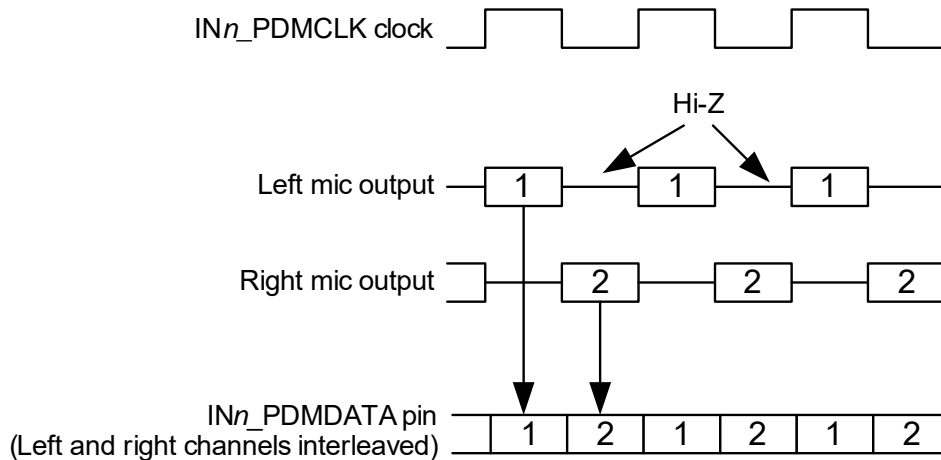 INn_PDMCLK clock
Hi-Z
Left mic output 1 1 1
Right mic output 2 2 2
INn_PDMDATA pin
(Left and right channels interleaved) 1 2 1 2 1 2